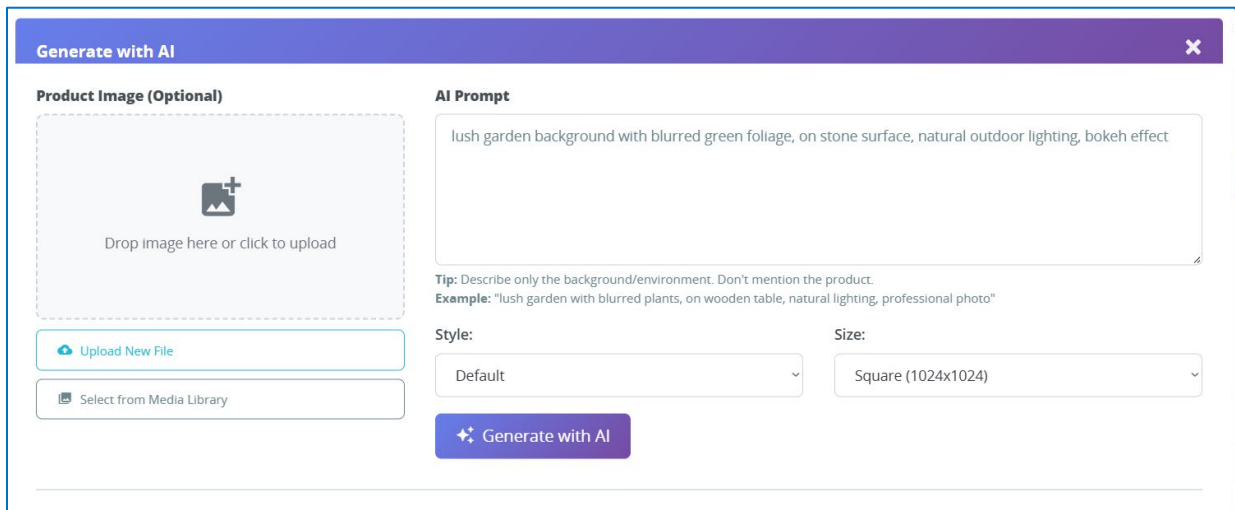 Generate with AI
Product Image (Optional)
Drop image here or click to upload
Upload New File
Select from Media Library
AI Prompt
lush garden background with blurred green foliage, on stone surface, natural outdoor lighting, bokeh effect
Tip: Describe only the background/environment. Don't mention the product.
Example: "lush garden with blurred plants, on wooden table, natural lighting, professional photo"
Style:
Default
Size:
Square (1024x1024)
Generate with AI